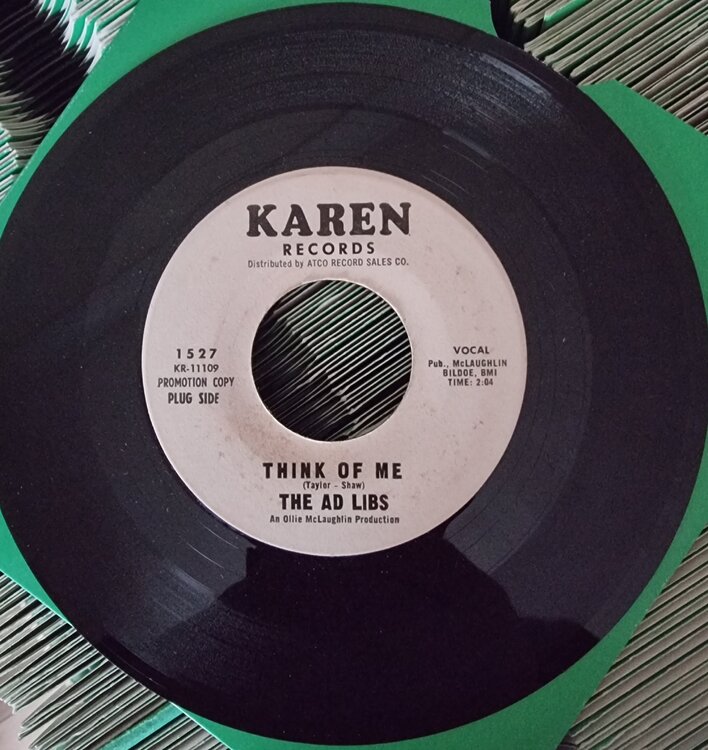 KAREN
RECORDS
Distributed by ATCO RECORD SALES CO.
1527
KR-11109
PROMOTION COPY
PLUG SIDE
VOCAL
Pub., McLAUGHLIN
BILDOE, BMI
TIME: 2:04
THINK OF ME
(Taylor - Shaw)
THE AD LIBS
An Ollie McLaughlin Production